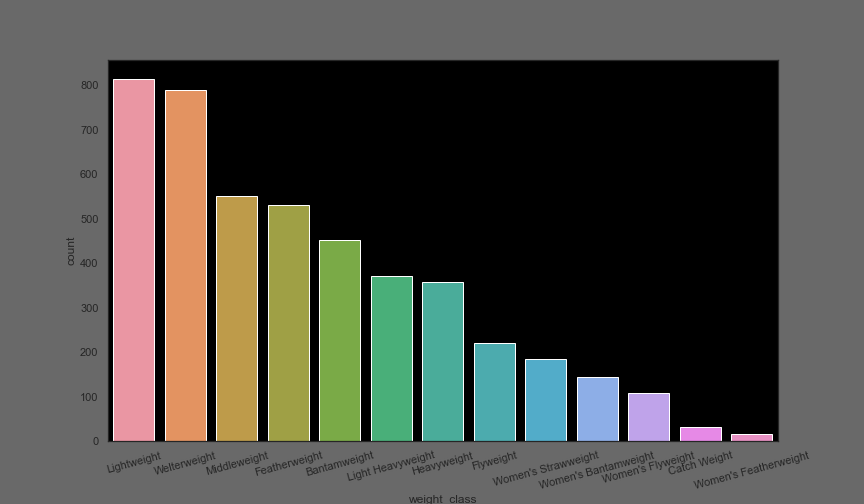 800
700
600
500
400
300
200
100
0
count
Lightweight
Welterweight
Middleweight
Featherweight
Bantamweight
Light Heavyweight
Heavyweight
Flyweight
Women's Strawweight
Women's Bantamweight
Women's Flyweight
Catch Weight
Women's Featherweight
weight_class